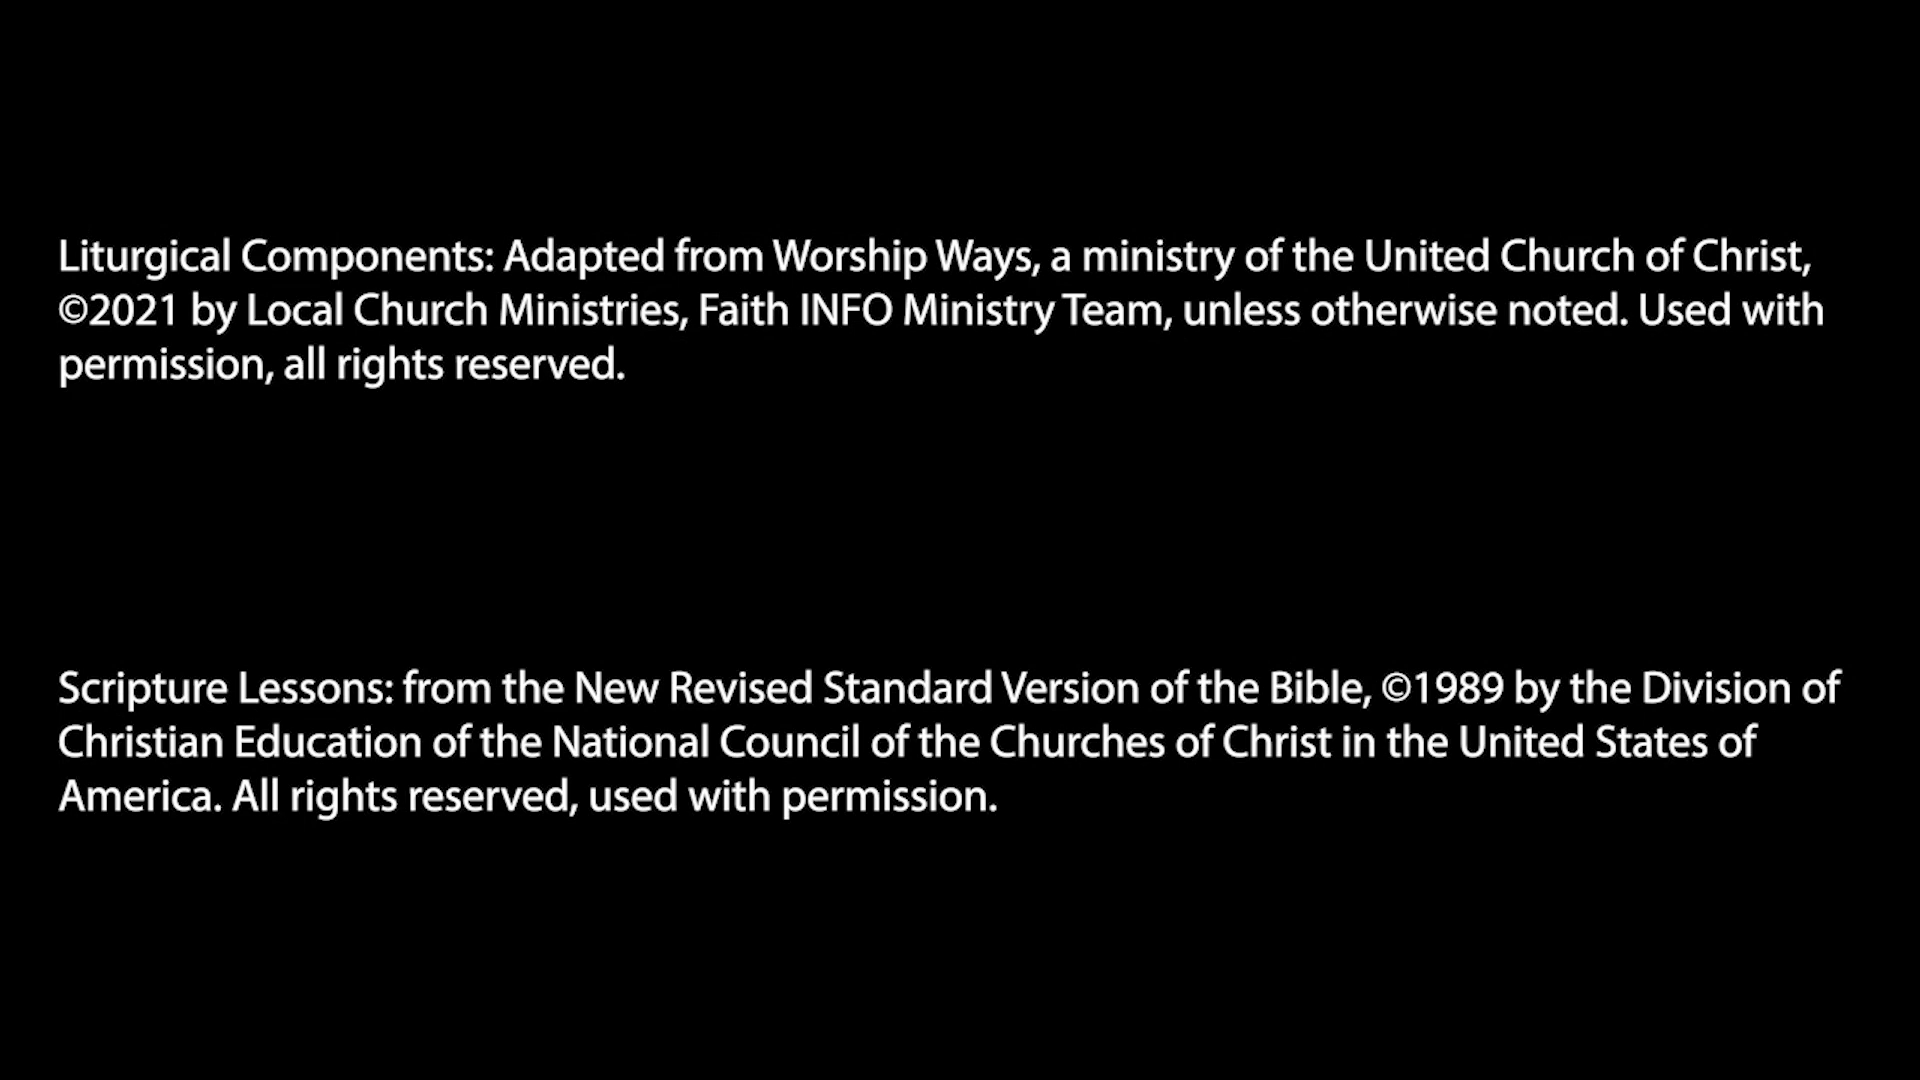 Liturgical Components: Adapted from Worship Ways, a ministry of the United Church of Christ,
©2021 by Local Church Ministries, Faith INFO Ministry Team, unless otherwise noted. Used with
permission, all rights reserved.
Scripture Lessons: from the New Revised Standard Version of the Bible, ©1989 by the Division of
Christian Education of the National Council of the Churches of Christ in the United States of
America. All rights reserved, used with permission.